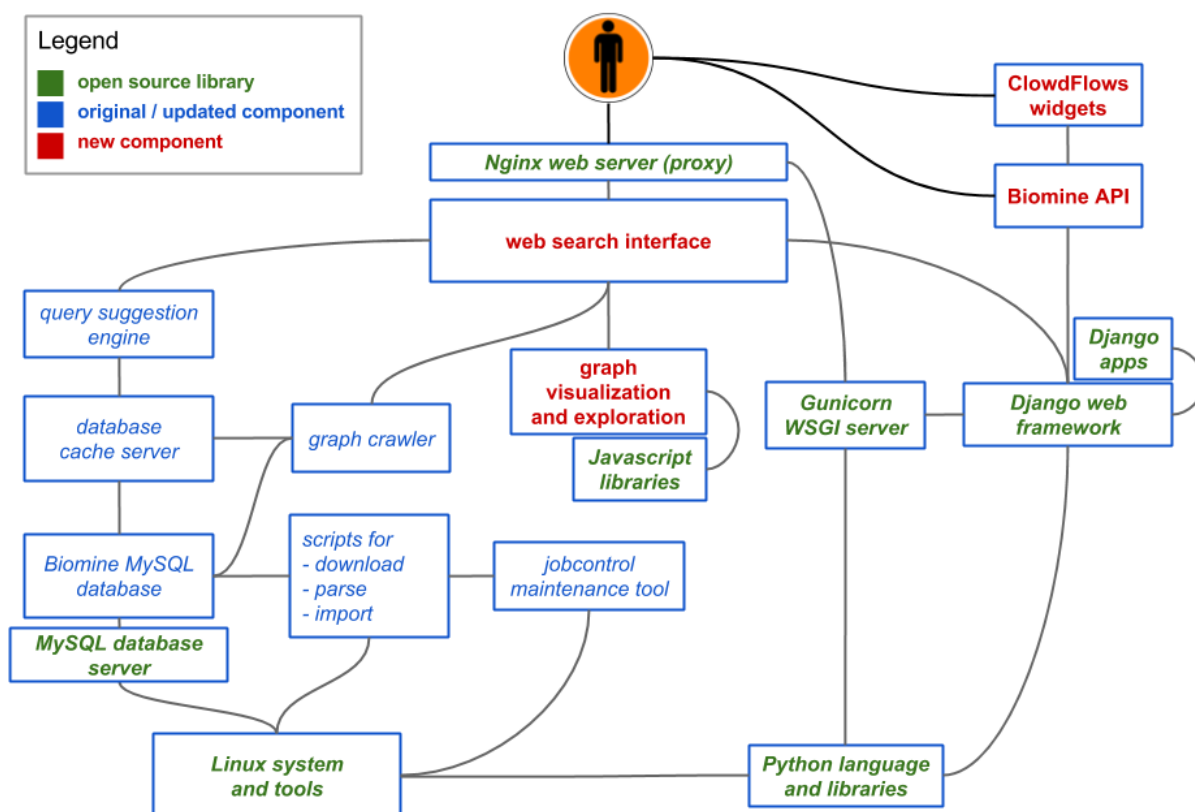 Legend
open source library
original / updated component
new component
ClowdFlows
widgets
Nginx web server (proxy)
Biomine API
web search interface
query suggestion
engine
Django
apps
graph
visualization
and exploration
Gunicorn
WSGI server
Django web
framework
database
cache server
graph crawler
Javascript
libraries
Biomine MySQL
database
scripts for
- download
- parse
- import
jobcontrol
maintenance tool
MySQL database
server
Linux system
and tools
Python language
and libraries